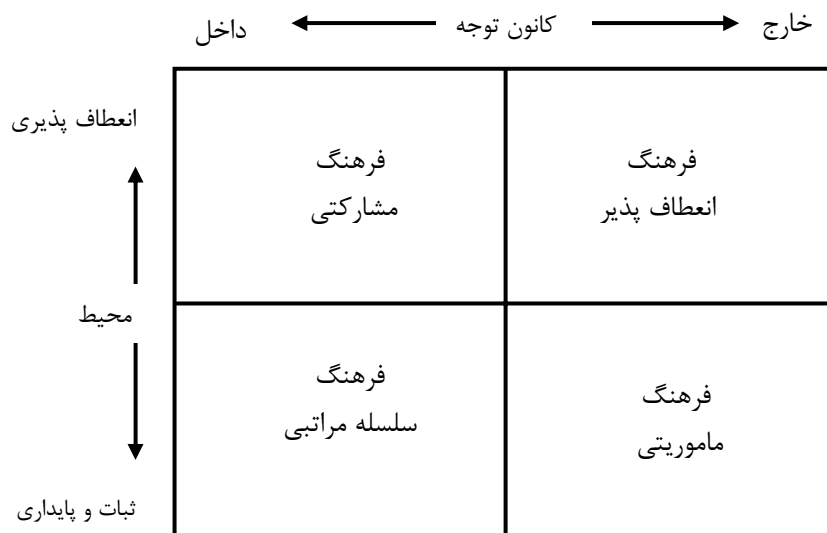 خارج
کانون توجه
داخل
انعطاف پذیری
فرهنگ
انعطاف پذیر
فرهنگ
مشارکتی
محیط
فرهنگ
ماموریتی
فرهنگ
سلسله مراتبی
ثبات و پایداری